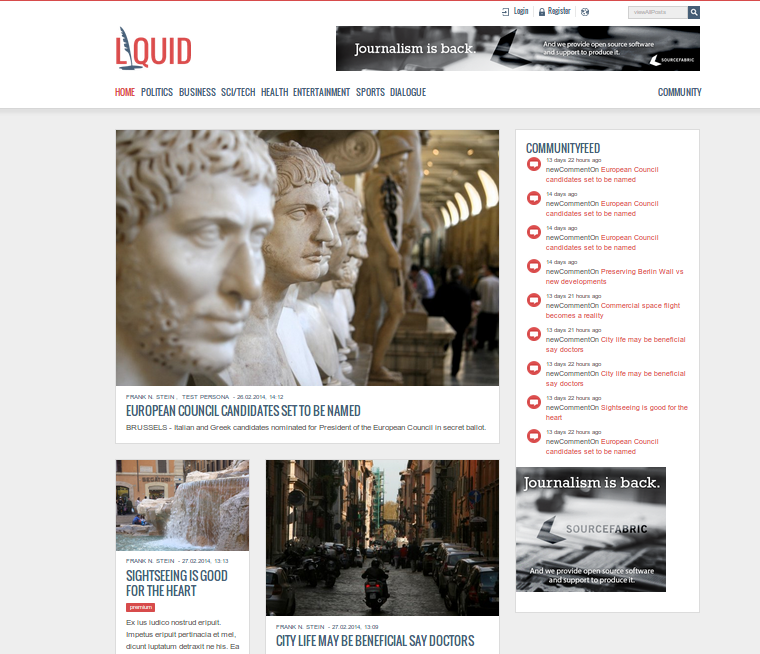 Login Register
viewAllPosts
LIQUID
Journalism is back.
And we provide open source software
and support to produce it.
SOURCEFABRIC
HOME POLITICS BUSINESS SCI/TECH HEALTH ENTERTAINMENT SPORTS DIALOGUE COMMUNITY
FRANK N. STEIN , TEST PERSONA - 26.02.2014, 14:12
EUROPEAN COUNCIL CANDIDATES SET TO BE NAMED
BRUSSELS - Italian and Greek candidates nominated for President of the European Council in secret ballot.
FRANK N. STEIN - 27.02.2014, 13:13
SIGHTSEEING IS GOOD
FOR THE HEART
premium
Ex ius iudico nostrud eripuit.
Impetus eripuit pertinacia et mel,
dicunt luptatum detraxit ne his. Ea
FRANK N. STEIN - 27.02.2014, 13:09
CITY LIFE MAY BE BENEFICIAL SAY DOCTORS
COMMUNITYFEED
13 days 22 hours ago
newCommentOn European Council
candidates set to be named
14 days ago
newCommentOn European Council
candidates set to be named
14 days ago
newCommentOn European Council
candidates set to be named
14 days ago
newCommentOn Preserving Berlin Wall vs
new developments
13 days 21 hours ago
newCommentOn Commercial space flight
becomes a reality
13 days 21 hours ago
newCommentOn City life may be beneficial
say doctors
13 days 22 hours ago
newCommentOn City life may be beneficial
say doctors
13 days 22 hours ago
newCommentOn Sightseeing is good for the
heart
13 days 22 hours ago
newCommentOn European Council
candidates set to be named
Journalism is back.
SOURCEFABRIC
And we provide open source software
and support to produce it.